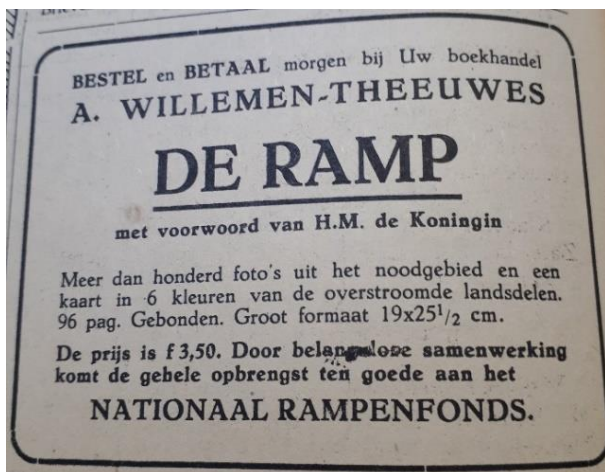 BESTEL en BETAAL morgen bij Uw boekhandel
A. WILLEMEN-THEEUWES
DE RAMP
met voorwoord van H.M. de Koningin
Meer dan honderd foto's uit het noodgebied en een
kaart in 6 kleuren van de overstroomde landsdelen.
96 pag. Gebonden. Groot formaat 19x25 1/2 cm.
De prijs is f 3,50. Door belangeloze samenwerking
komt de gehele opbrengst ten goede aan het
NATIONAAL RAMPENFONDS.